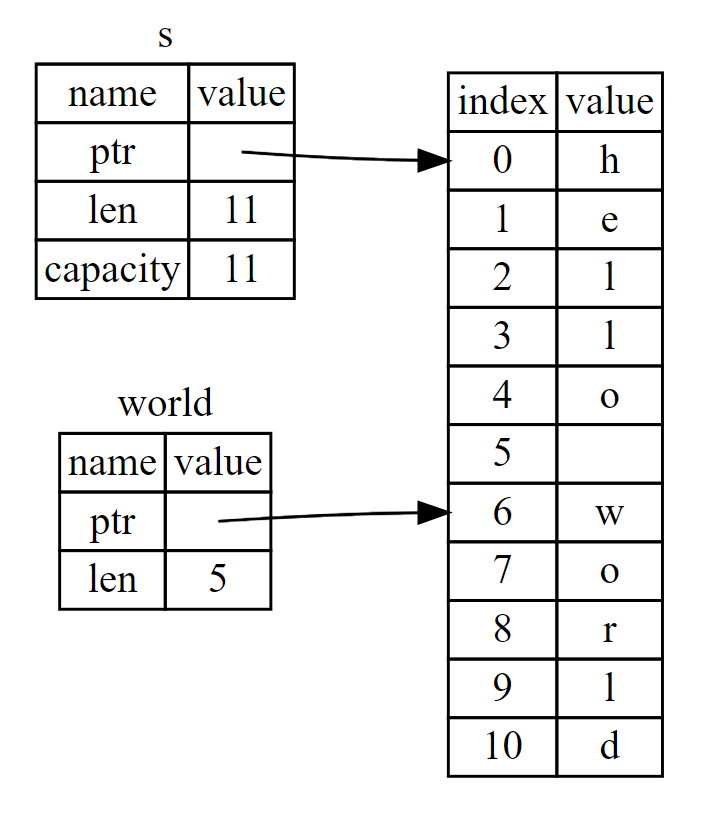 s
name value
ptr
len 11
capacity 11
world
name value
ptr
len 5
index value
0 h
1 e
2 l
3 l
4 o
5
6 w
7 o
8 r
9 l
10 d